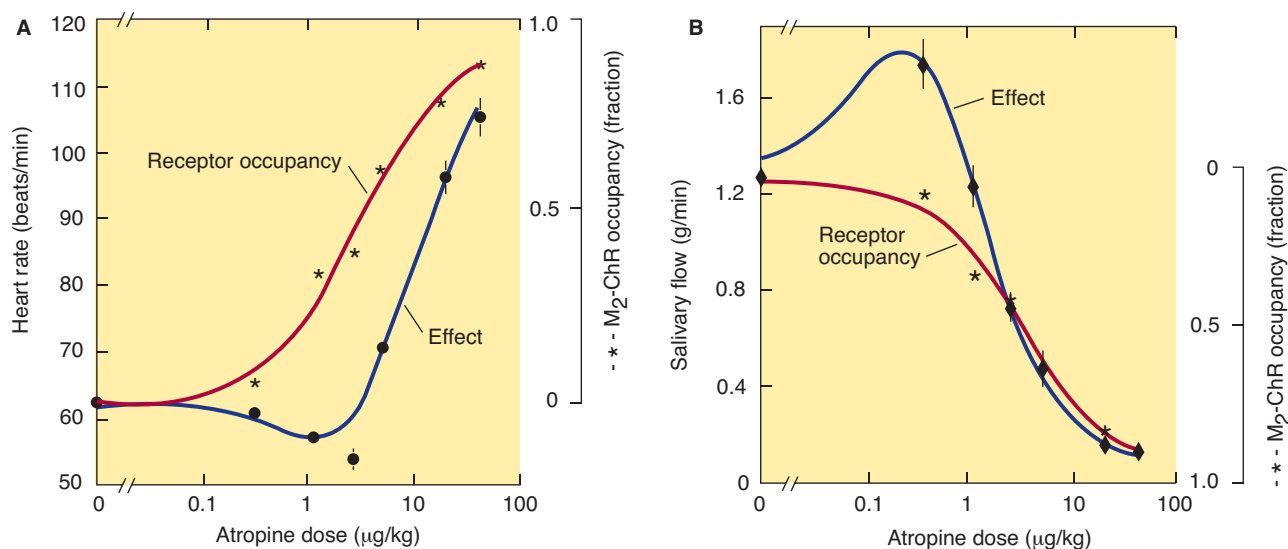 A
120
110
100
90
80
70
60
50
Heart rate (beats/min)
Receptor occupancy
Effect
0
0.1
1
10
100
Atropine dose (μg/kg)
1.0
0.5
0
- * - M₂-ChR occupancy (fraction)
B
1.6
1.2
0.8
0.4
0
Salivary flow (g/min)
Effect
Receptor
occupancy
0
0.1
1
10
100
Atropine dose (μg/kg)
0
0.5
1.0
- * - M₂-ChR occupancy (fraction)